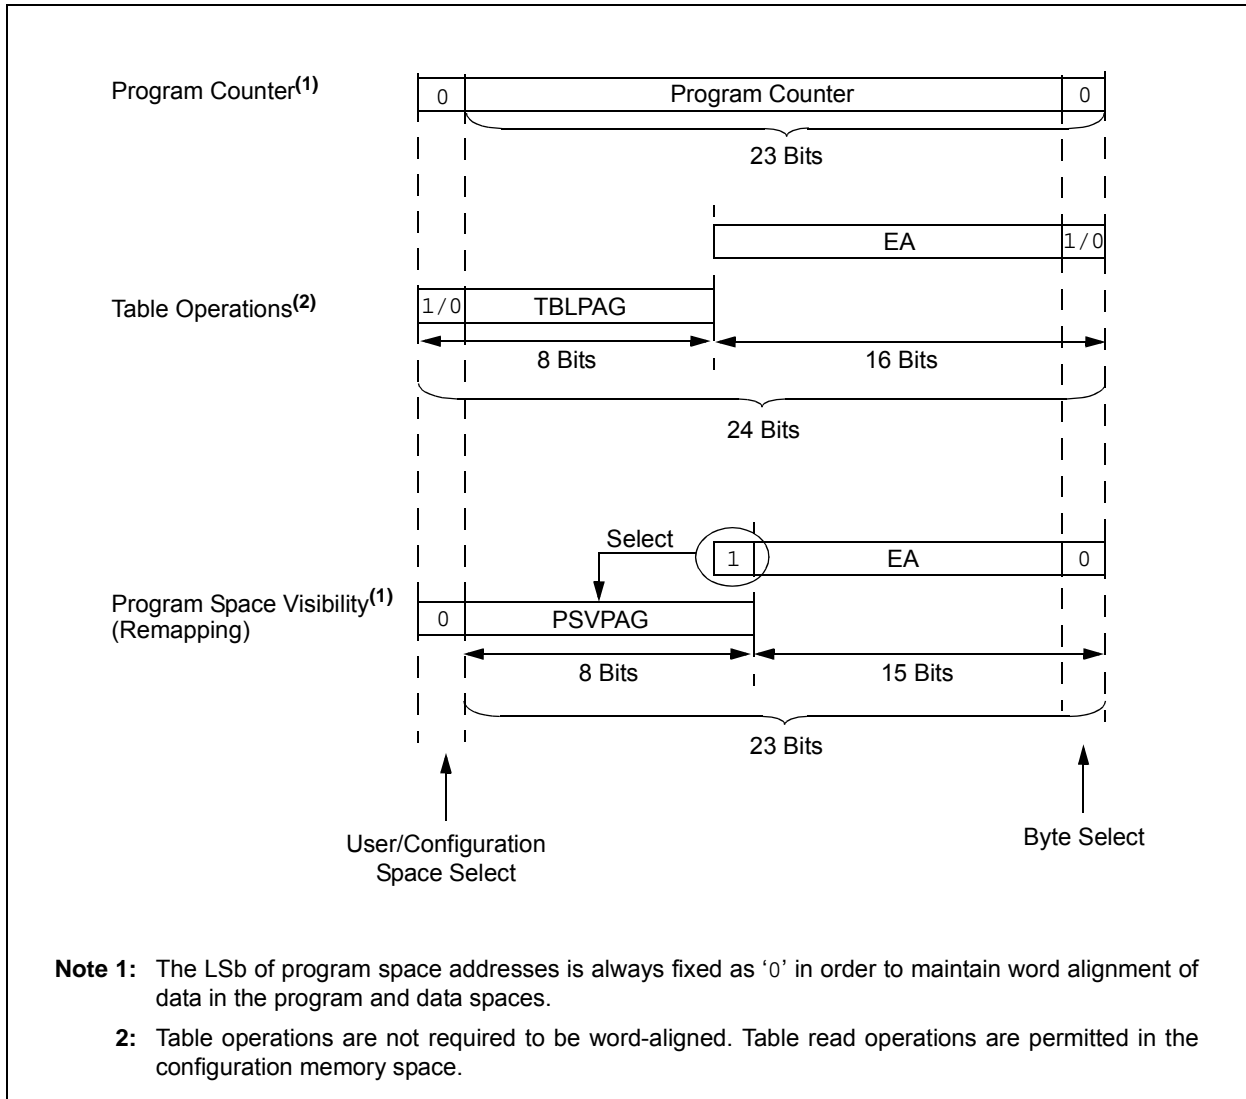 Program Counter(1)
0
Program Counter
0
23 Bits
EA
1/0
Table Operations(2)
1/0
TBLPAG
8 Bits
16 Bits
24 Bits
Select
1
EA
0
Program Space Visibility(1)
(Remapping)
0
PSVPAG
8 Bits
15 Bits
23 Bits
User/Configuration
Space Select
Byte Select
Note 1: The LSb of program space addresses is always fixed as ‘0’ in order to maintain word alignment of
data in the program and data spaces.
2: Table operations are not required to be word-aligned. Table read operations are permitted in the
configuration memory space.